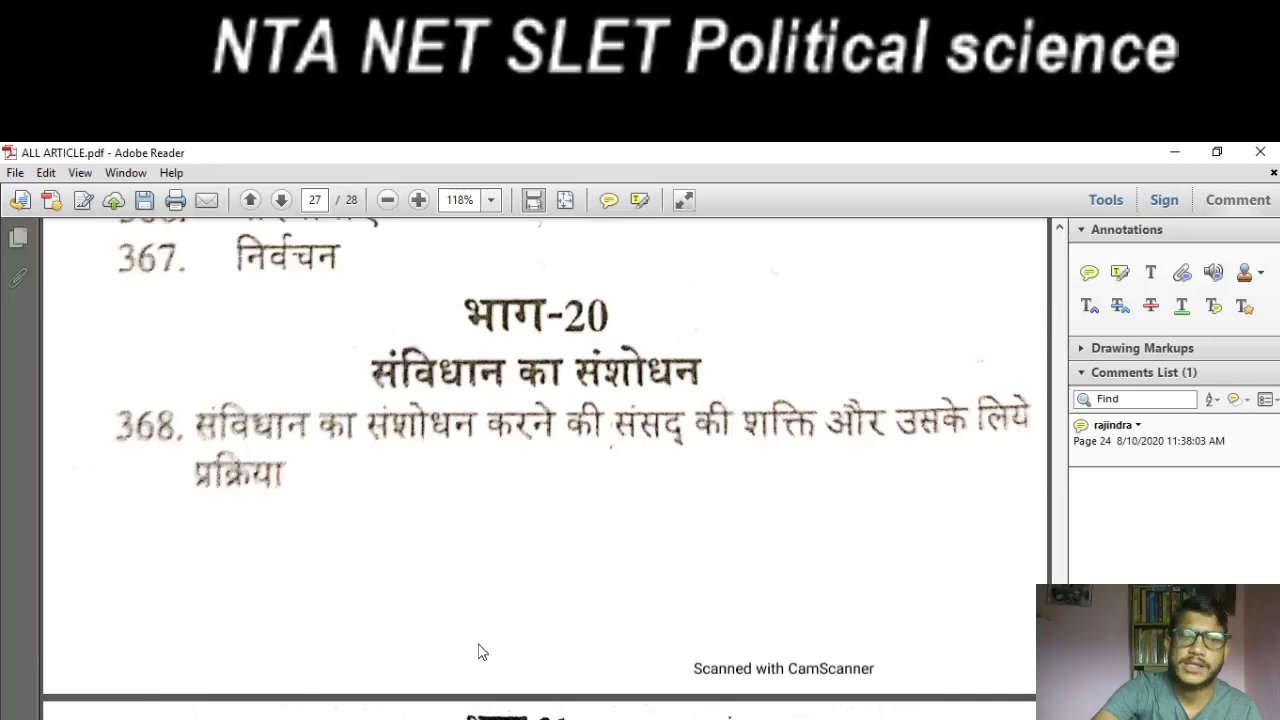 NTA NET SLET Political science
ALL ARTICLE.pdf - Adobe Reader
File Edit View Window Help
27 / 28 118% Tools Sign Comment
367. निर्वचन
भाग-20
संविधान का संशोधन
368. संविधान का संशोधन करने की संसद् की शक्ति और उसके लिये
प्रक्रिया
Scanned with CamScanner
Annotations
Drawing Markups
Comments List (1)
Find
rajindra
Page 24 8/10/2020 11:38:03 AM